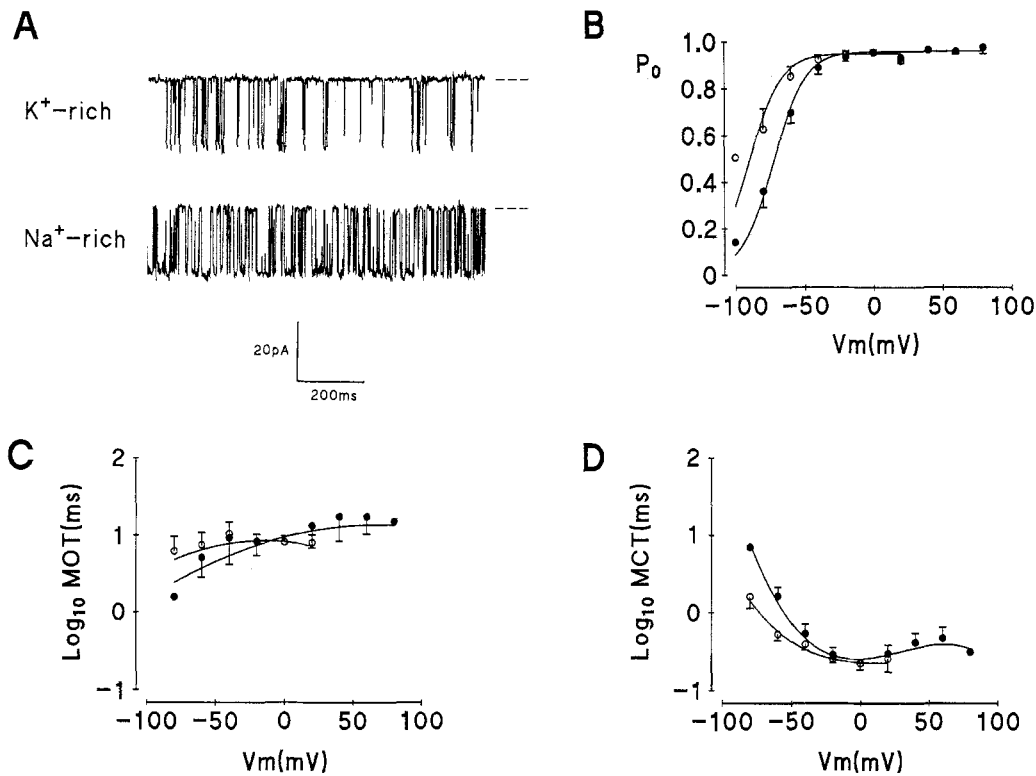 A
K⁺-rich
Na⁺-rich
20pA
200ms
B
P₀
1.0
0.8
0.6
0.4
0.2
0
-100 -50 0 50 100
Vm(mV)
C
Log₁₀ MOT(ms)
2
1
0
-1
-100 -50 0 50 100
Vm(mV)
D
Log₁₀ MCT(ms)
2
1
0
-1
-100 -50 0 50 100
Vm(mV)